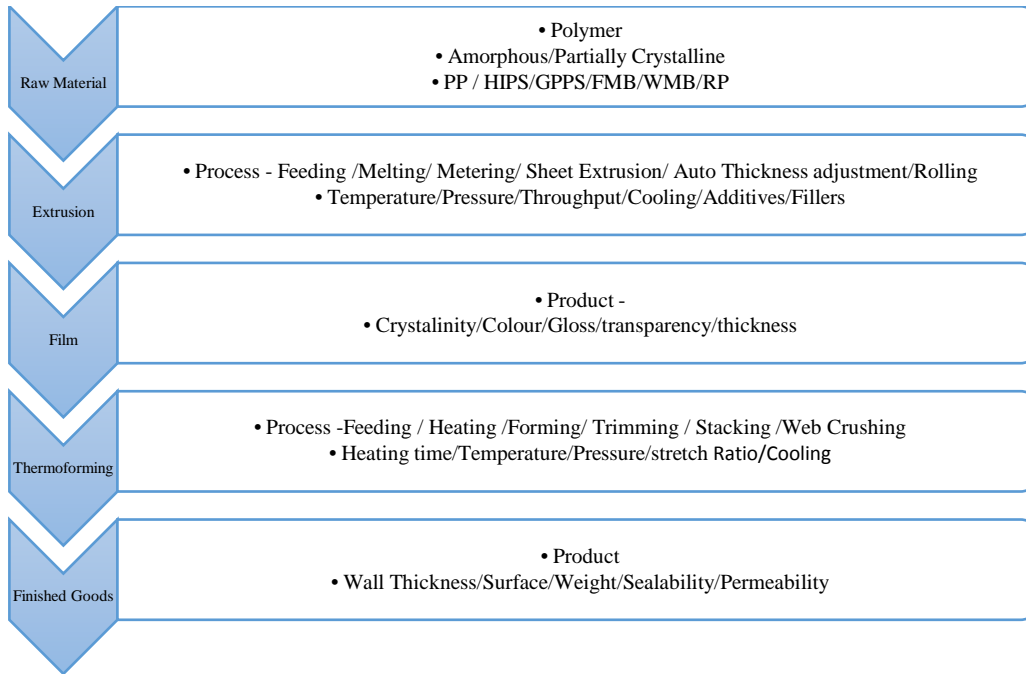 Raw Material
• Polymer
• Amorphous/Partially Crystalline
• PP / HIPS/GPPS/FMB/WMB/RP
Extrusion
• Process - Feeding /Melting/ Metering/ Sheet Extrusion/ Auto Thickness adjustment/Rolling
• Temperature/Pressure/Throughput/Cooling/Additives/Fillers
Film
• Product -
• Crystalinity/Colour/Gloss/transparency/thickness
Thermoforming
• Process -Feeding / Heating /Forming/ Trimming / Stacking /Web Crushing
• Heating time/Temperature/Pressure/stretch Ratio/Cooling
Finished Goods
• Product
• Wall Thickness/Surface/Weight/Sealability/Permeability